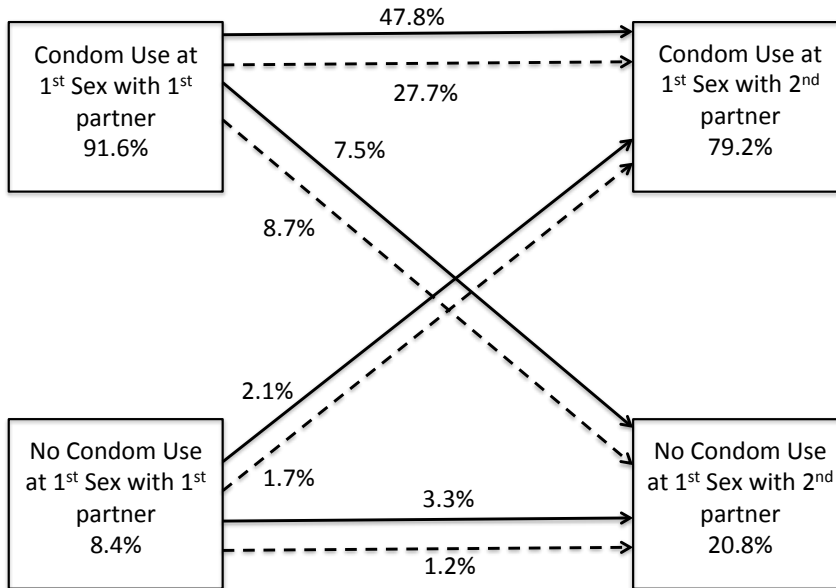 47.8%
Condom Use at
1st Sex with 1st
partner
91.6%
Condom Use at
1st Sex with 2nd
partner
79.2%
27.7%
7.5%
8.7%
2.1%
1.7%
No Condom Use
at 1st Sex with 1st
partner
8.4%
No Condom Use
at 1st Sex with 2nd
partner
20.8%
3.3%
1.2%